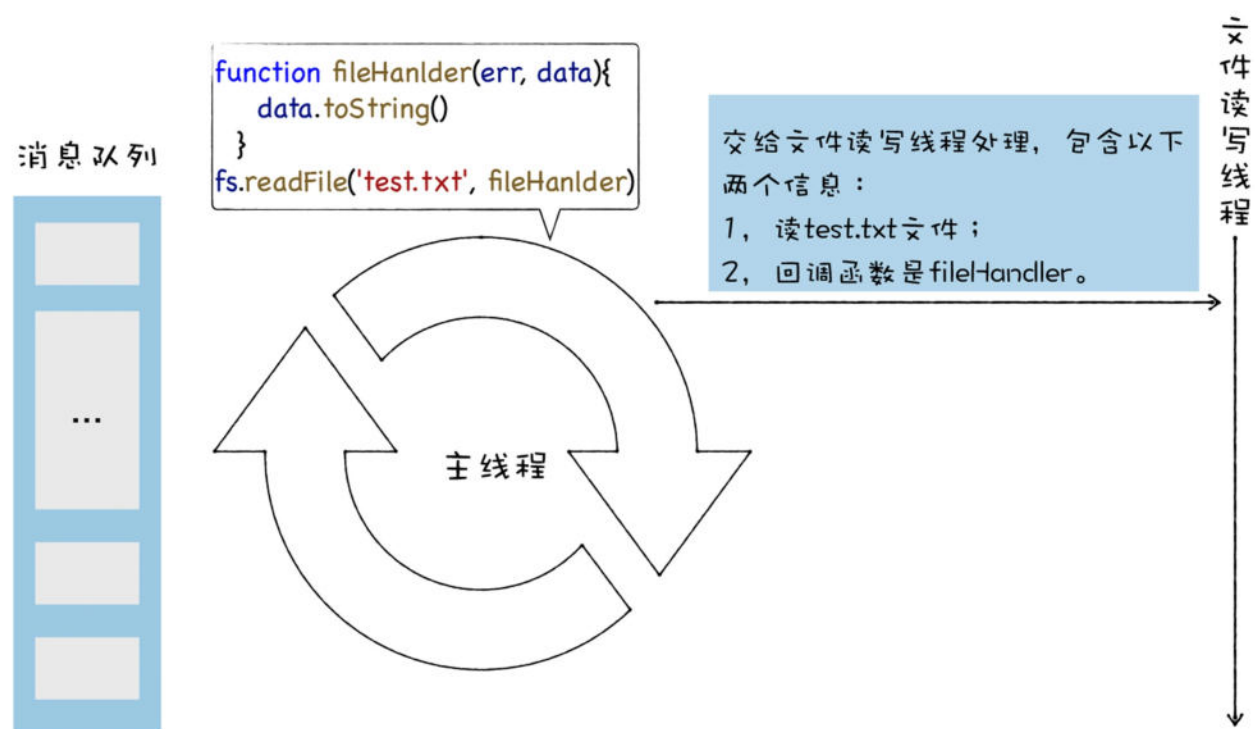 function fileHanlder(err, data){
data.toString()
}
fs.readFile('test.txt', fileHanlder)
消息队列
...
主线程
交给文件读写线程处理，包含以下
两个信息：
1，读test.txt文件；
2，回调函数是fileHandler。
文件读写线程